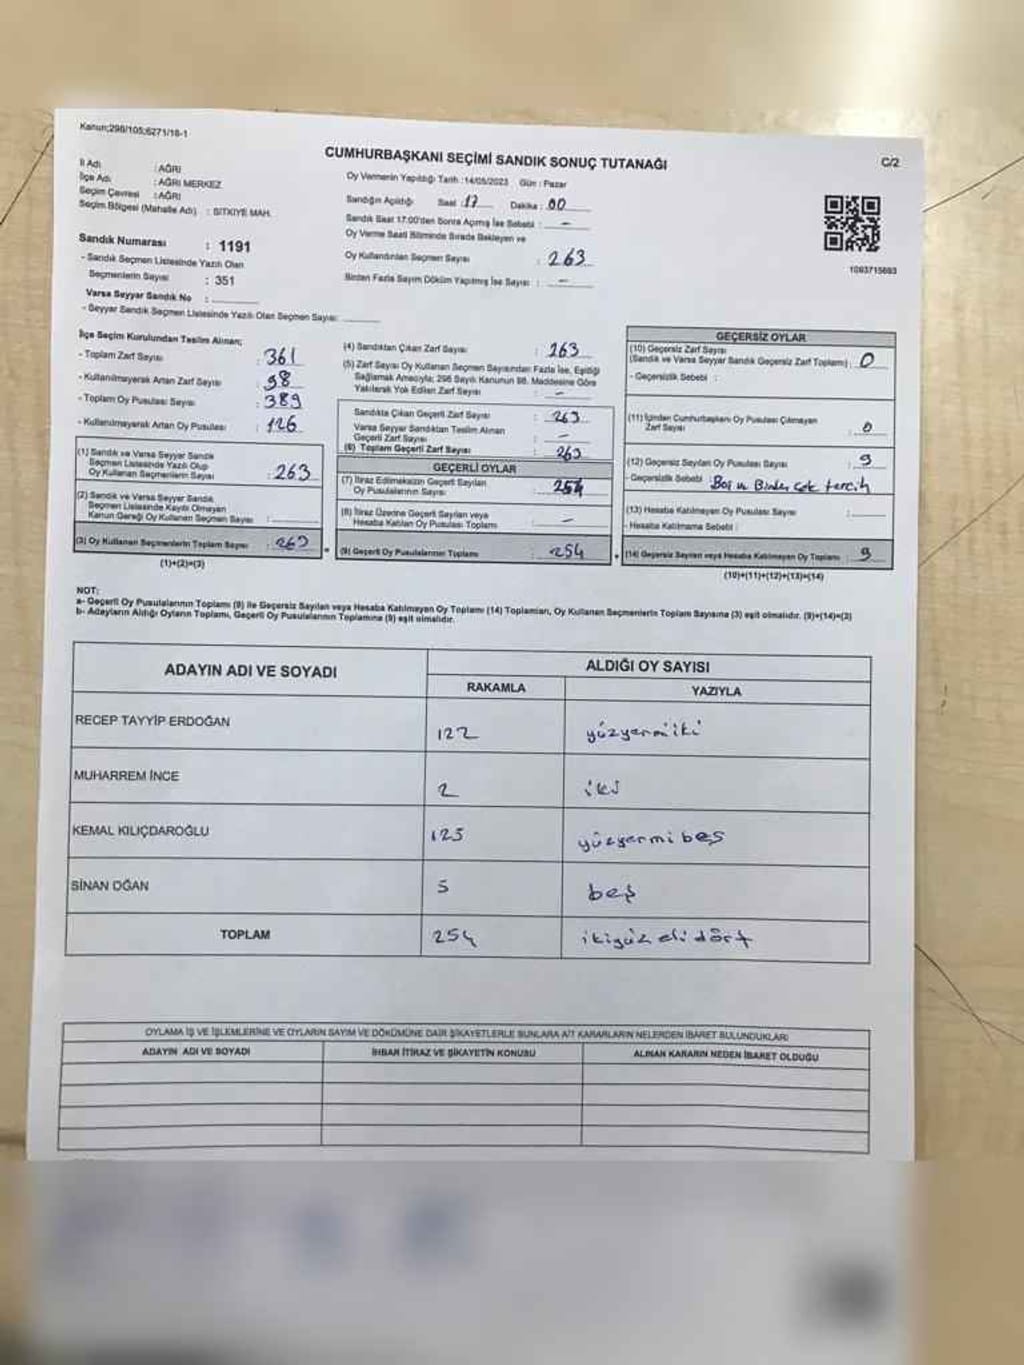 Kanun;298/105;6271/18-1
CUMHURBAŞKANI SEÇİMİ SANDIK SONUÇ TUTANAĞI
C/2
İl Adı : AĞRI
İlçe Adı : AĞRI MERKEZ
Seçim Çevresi : AĞRI
Seçim Bölgesi (Mahalle Adı) : SITKIYE MAH.
Sandık Numarası : 1191
- Sandık Seçmen Listesinde Yazılı Olan
Seçmenlerin Sayısı : 351
Varsa Seyyar Sandık No :
- Seyyar Sandık Seçmen Listesinde Yazılı Olan Seçmen Sayısı:
Oy Vermenin Yapıldığı Tarih : 14/05/2023 Gün : Pazar
Sandığın Açıldığı Saat : 17 Dakika : 00
Sandık Saat 17:00'den Sonra Açılmış İse Sebebi : -
Oy Verme Saati Bitiminde Sırada Bekleyen ve
Oy Kullandırılan Seçmen Sayısı : 263
Birden Fazla Sayım Döküm Yapılmış İse Sayısı : -
1093715693
İlçe Seçim Kurulundan Teslim Alınan;
- Toplam Zarf Sayısı : 361
- Kullanılmayarak Artan Zarf Sayısı : 98
- Toplam Oy Pusulası Sayısı : 389
- Kullanılmayarak Artan Oy Pusulası : 126
(1) Sandık ve Varsa Seyyar Sandık
Seçmen Listesinde Yazılı Olup
Oy Kullanan Seçmenlerin Sayısı : 263
(2) Sandık ve Varsa Seyyar Sandık
Seçmen Listesinde Kaydı Olmayan
Kanun Gereği Oy Kullanan Seçmen Sayısı :
(3) Oy Kullanan Seçmenlerin Toplam Sayısı : 263
(1)+(2)=(3)
(4) Sandıktan Çıkan Zarf Sayısı : 263
(5) Zarf Sayısı Oy Kullanan Seçmen Sayısından Fazla İse, Eşitliği
Sağlamak Amacıyla; 298 Sayılı Kanunun 98. Maddesine Göre
Yakılarak Yok Edilen Zarf Sayısı : -
Sandıkta Çıkan Geçerli Zarf Sayısı : 263
Varsa Seyyar Sandıktan Teslim Alınan
Geçerli Zarf Sayısı : -
(6) Toplam Geçerli Zarf Sayısı : 263
GEÇERLİ OYLAR
(7) İtiraz Edilmeksizin Geçerli Sayılan
Oy Pusulalarının Sayısı : 254
(8) İtiraz Üzerine Geçerli Sayılan veya
Hesaba Katılan Oy Pusulası Toplamı : -
(9) Geçerli Oy Pusulalarının Toplamı : 254
GEÇERSİZ OYLAR
(10) Geçersiz Zarf Sayısı
(Sandık ve Varsa Seyyar Sandık Geçersiz Zarf Toplamı) : 0
- Geçersizlik Sebebi :
(11) İçinden Cumhurbaşkanı Oy Pusulası Çıkmayan
Zarf Sayısı : 0
(12) Geçersiz Sayılan Oy Pusulası Sayısı : 9
- Geçersizlik Sebebi : Boş çok tercih
(13) Hesaba Katılmayan Oy Pusulası Sayısı :
- Hesaba Katılmama Sebebi :
(14) Geçersiz Sayılan veya Hesaba Katılmayan Oy Toplamı : 9
(10)+(11)+(12)+(13)=(14)
NOT:
a- Geçerli Oy Pusulalarının Toplamı (9) ile Geçersiz Sayılan veya Hesaba Katılmayan Oy Toplamı (14) Toplamları, Oy Kullanan Seçmenlerin Toplam Sayısına (3) eşit olmalıdır. (9)+(14)=(3)
b- Adayların Aldığı Oyların Toplamı, Geçerli Oy Pusulalarının Toplamına (9) eşit olmalıdır.
ADAYIN ADI VE SOYADI
ALDIĞI OY SAYISI
RAKAMLA YAZIYLA
RECEP TAYYİP ERDOĞAN 122 yüzyermiiki
MUHARREM İNCE 2 iki
KEMAL KILIÇDAROĞLU 125 yüzyermi beş
SİNAN OĞAN 5 beş
TOPLAM 254 ikiyüz eli dört
OYLAMA İŞ VE İŞLEMLERİNE VE OYLARIN SAYIM VE DÖKÜMÜNE DAİR ŞİKAYETLERLE BUNLARA AİT KARARLARIN NELERDEN İBARET BULUNDUKLARI
ADAYIN ADI VE SOYADI
İHBAR İTİRAZ VE ŞİKAYETİN KONUSU
ALINAN KARARIN NEDEN İBARET OLDUĞU